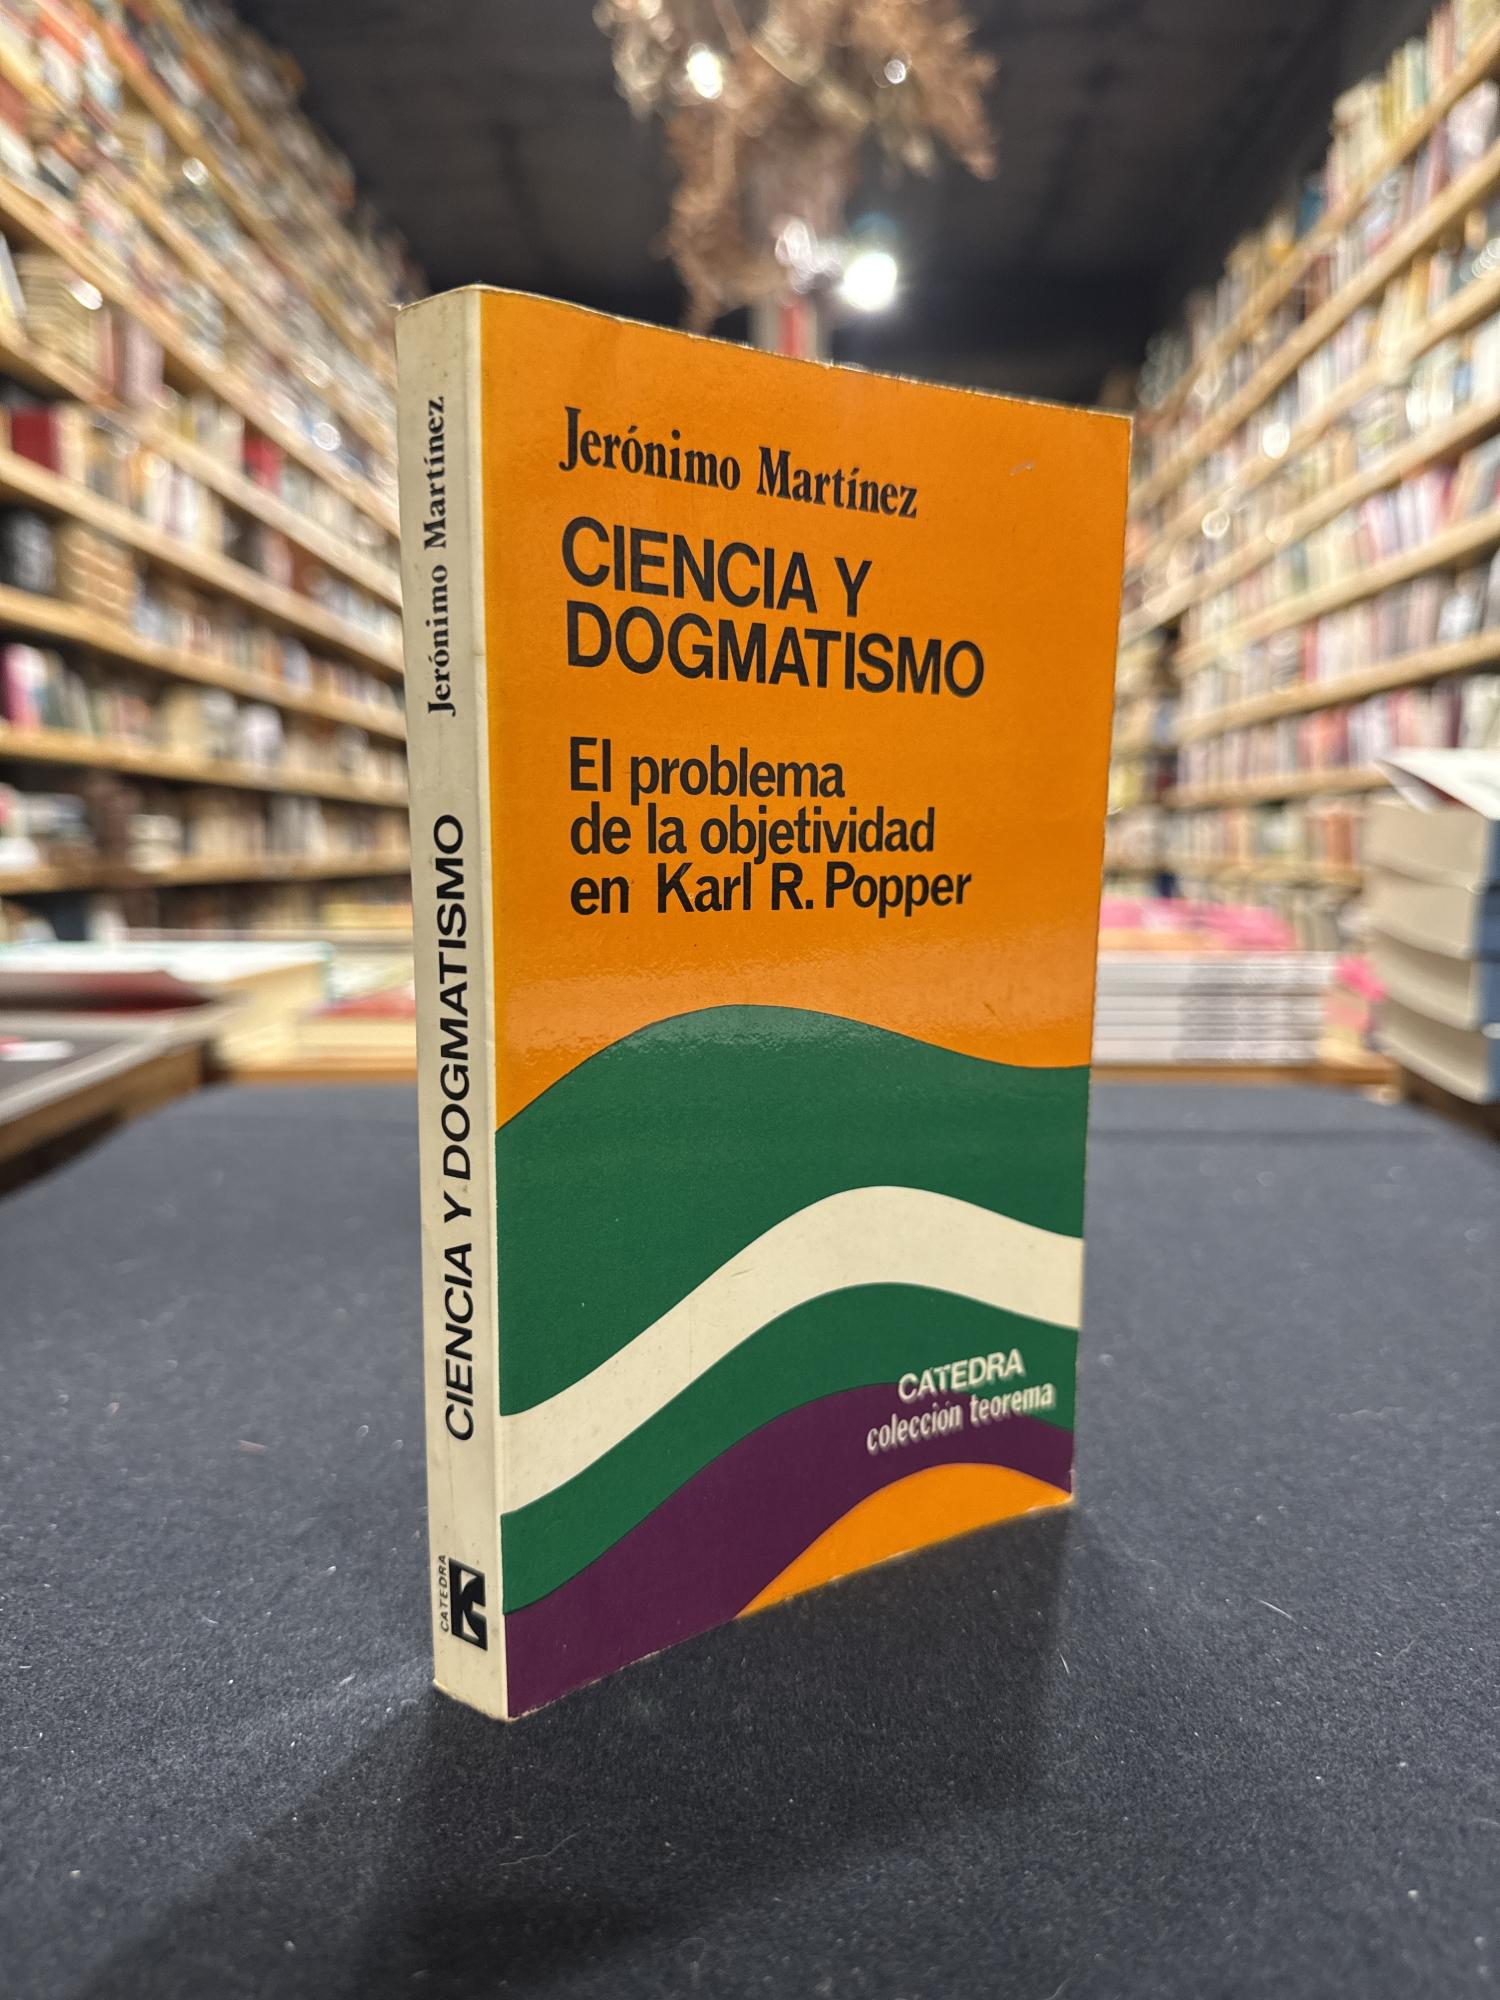 Jerónimo Martínez
CIENCIA Y
DOGMATISMO
El problema
de la objetividad
en Karl R. Popper
CATEDRA
colección teorema
Jerónimo Martínez
CIENCIA Y DOGMATISMO
CATEDRA